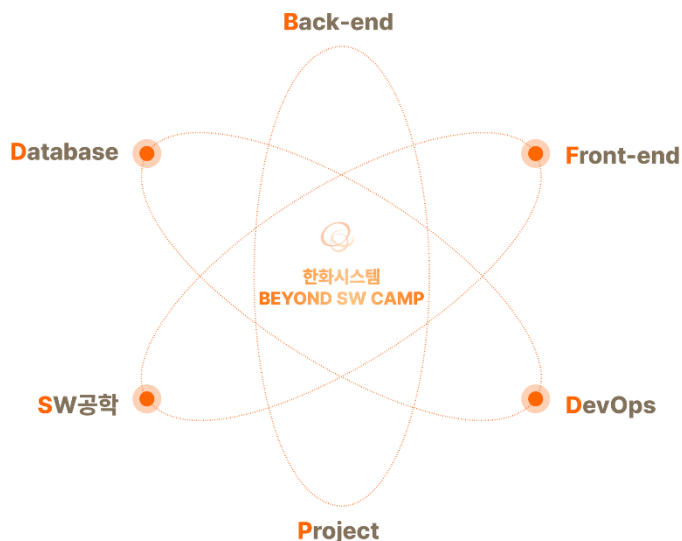 Back-end
Database
Front-end
한화시스템
BEYOND SW CAMP
SW공학
DevOps
Project